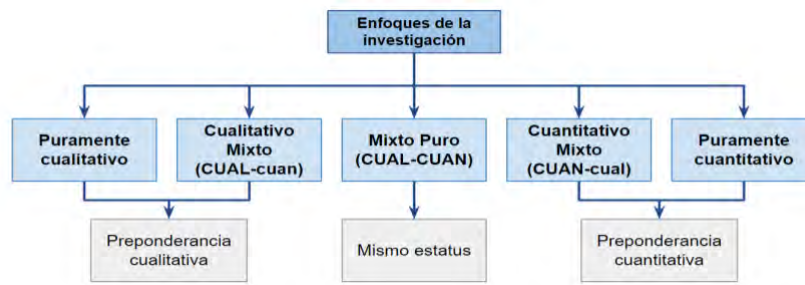 Enfoques de la
investigación
Puramente
cualitativo
Cualitativo
Mixto
(CUAL-cuan)
Mixto Puro
(CUAL-CUAN)
Cuantitativo
Mixto
(CUAN-cual)
Puramente
cuantitativo
Preponderancia
cualitativa
Mismo estatus
Preponderancia
cuantitativa